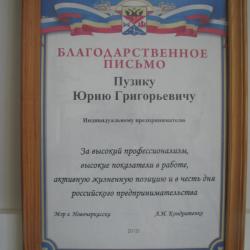 БЛАГОДАРСТВЕННОЕ
ПИСЬМО
Пузику
Юрию Григорьевичу
Индивидуальному предпринимателю
За высокий профессионализм,
высокие показатели в работе,
активную жизненную позицию и в честь дня
российского предпринимательства
Мэр г. Новочеркасска А.И. Кондратенко
2010